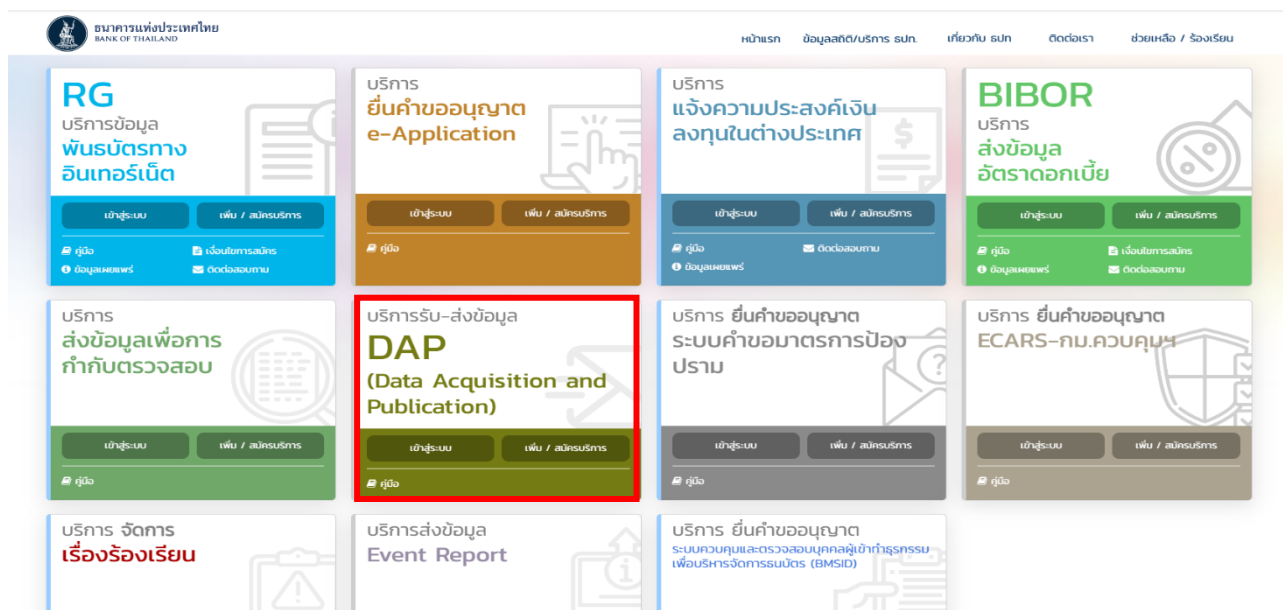 ธนาคารแห่งประเทศไทย
BANK OF THAILAND
หน้าแรก
ข้อมูลสถิติ/บริการ ธปท.
เกี่ยวกับ ธปท
ติดต่อเรา
ช่วยเหลือ / ร้องเรียน
RG
บริการข้อมูล
พันธบัตรทาง
อินเทอร์เน็ต
เข้าสู่ระบบ
เพิ่ม / สมัครบริการ
คู่มือ
เงื่อนไขการสมัคร
ข้อมูลเผยแพร่
ติดต่อสอบถาม
บริการ
ยื่นคำขออนุญาต
e-Application
เข้าสู่ระบบ
เพิ่ม / สมัครบริการ
คู่มือ
บริการ
แจ้งความประสงค์เงิน
ลงทุนในต่างประเทศ
เข้าสู่ระบบ
เพิ่ม / สมัครบริการ
คู่มือ
ติดต่อสอบถาม
ข้อมูลเผยแพร่
BIBOR
บริการ
ส่งข้อมูล
อัตราดอกเบี้ย
เข้าสู่ระบบ
เพิ่ม / สมัครบริการ
คู่มือ
เงื่อนไขการสมัคร
ข้อมูลเผยแพร่
ติดต่อสอบถาม
บริการ
ส่งข้อมูลเพื่อการ
กำกับตรวจสอบ
เข้าสู่ระบบ
เพิ่ม / สมัครบริการ
คู่มือ
บริการรับ-ส่งข้อมูล
DAP
(Data Acquisition and
Publication)
เข้าสู่ระบบ
เพิ่ม / สมัครบริการ
คู่มือ
บริการ ยื่นคำขออนุญาต
ระบบคำขอมาตรการป้อง
ปราม
เข้าสู่ระบบ
เพิ่ม / สมัครบริการ
คู่มือ
บริการ ยื่นคำขออนุญาต
ECARS-กม.ควบคุมฯ
เข้าสู่ระบบ
เพิ่ม / สมัครบริการ
คู่มือ
บริการ จัดการ
เรื่องร้องเรียน
บริการส่งข้อมูล
Event Report
บริการ ยื่นคำขออนุญาต
ระบบควบคุมและตรวจสอบบุคคลผู้เข้าทำธุรกรรม
เพื่อบริหารจัดการธนบัตร (BMSID)